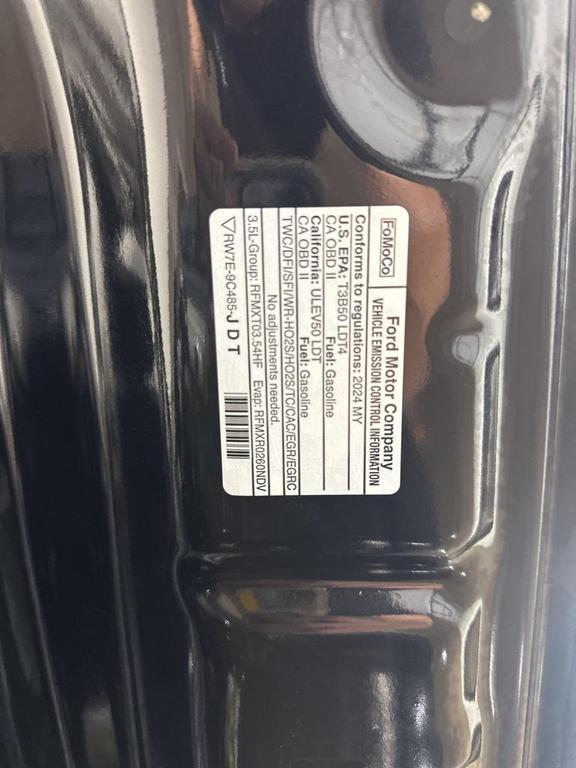 FoMoCo
Ford Motor Company
VEHICLE EMISSION CONTROL INFORMATION
Conforms to regulations: 2024 MY
U.S. EPA: T3B50 LDT4 Fuel: Gasoline
CA OBD II
California: ULEV50 LDT Fuel: Gasoline
CA OBD II
TWC/DFI/SFI/WR-HO2S/HO2S/TC/CAC/EGR/EGRC
No adjustments needed.
3.5L-Group: RFMXT03.54HF Evap: RFMXR0260NDV
▽RW7E-9C485-J D T